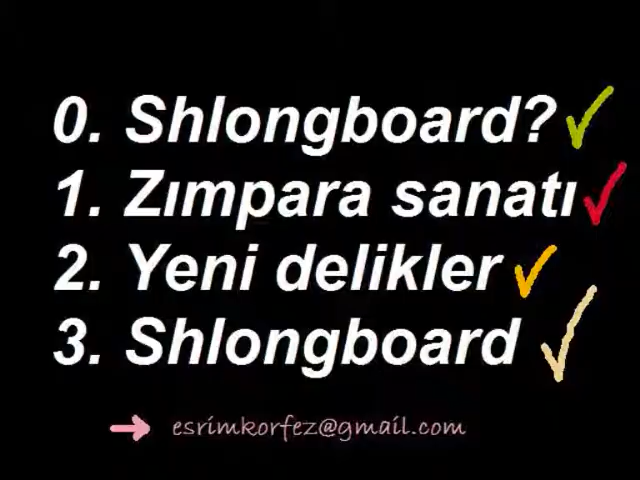 0. Shlongboard?
1. Zımpara sanatı
2. Yeni delikler
3. Shlongboard
esrimkorfez@gmail.com